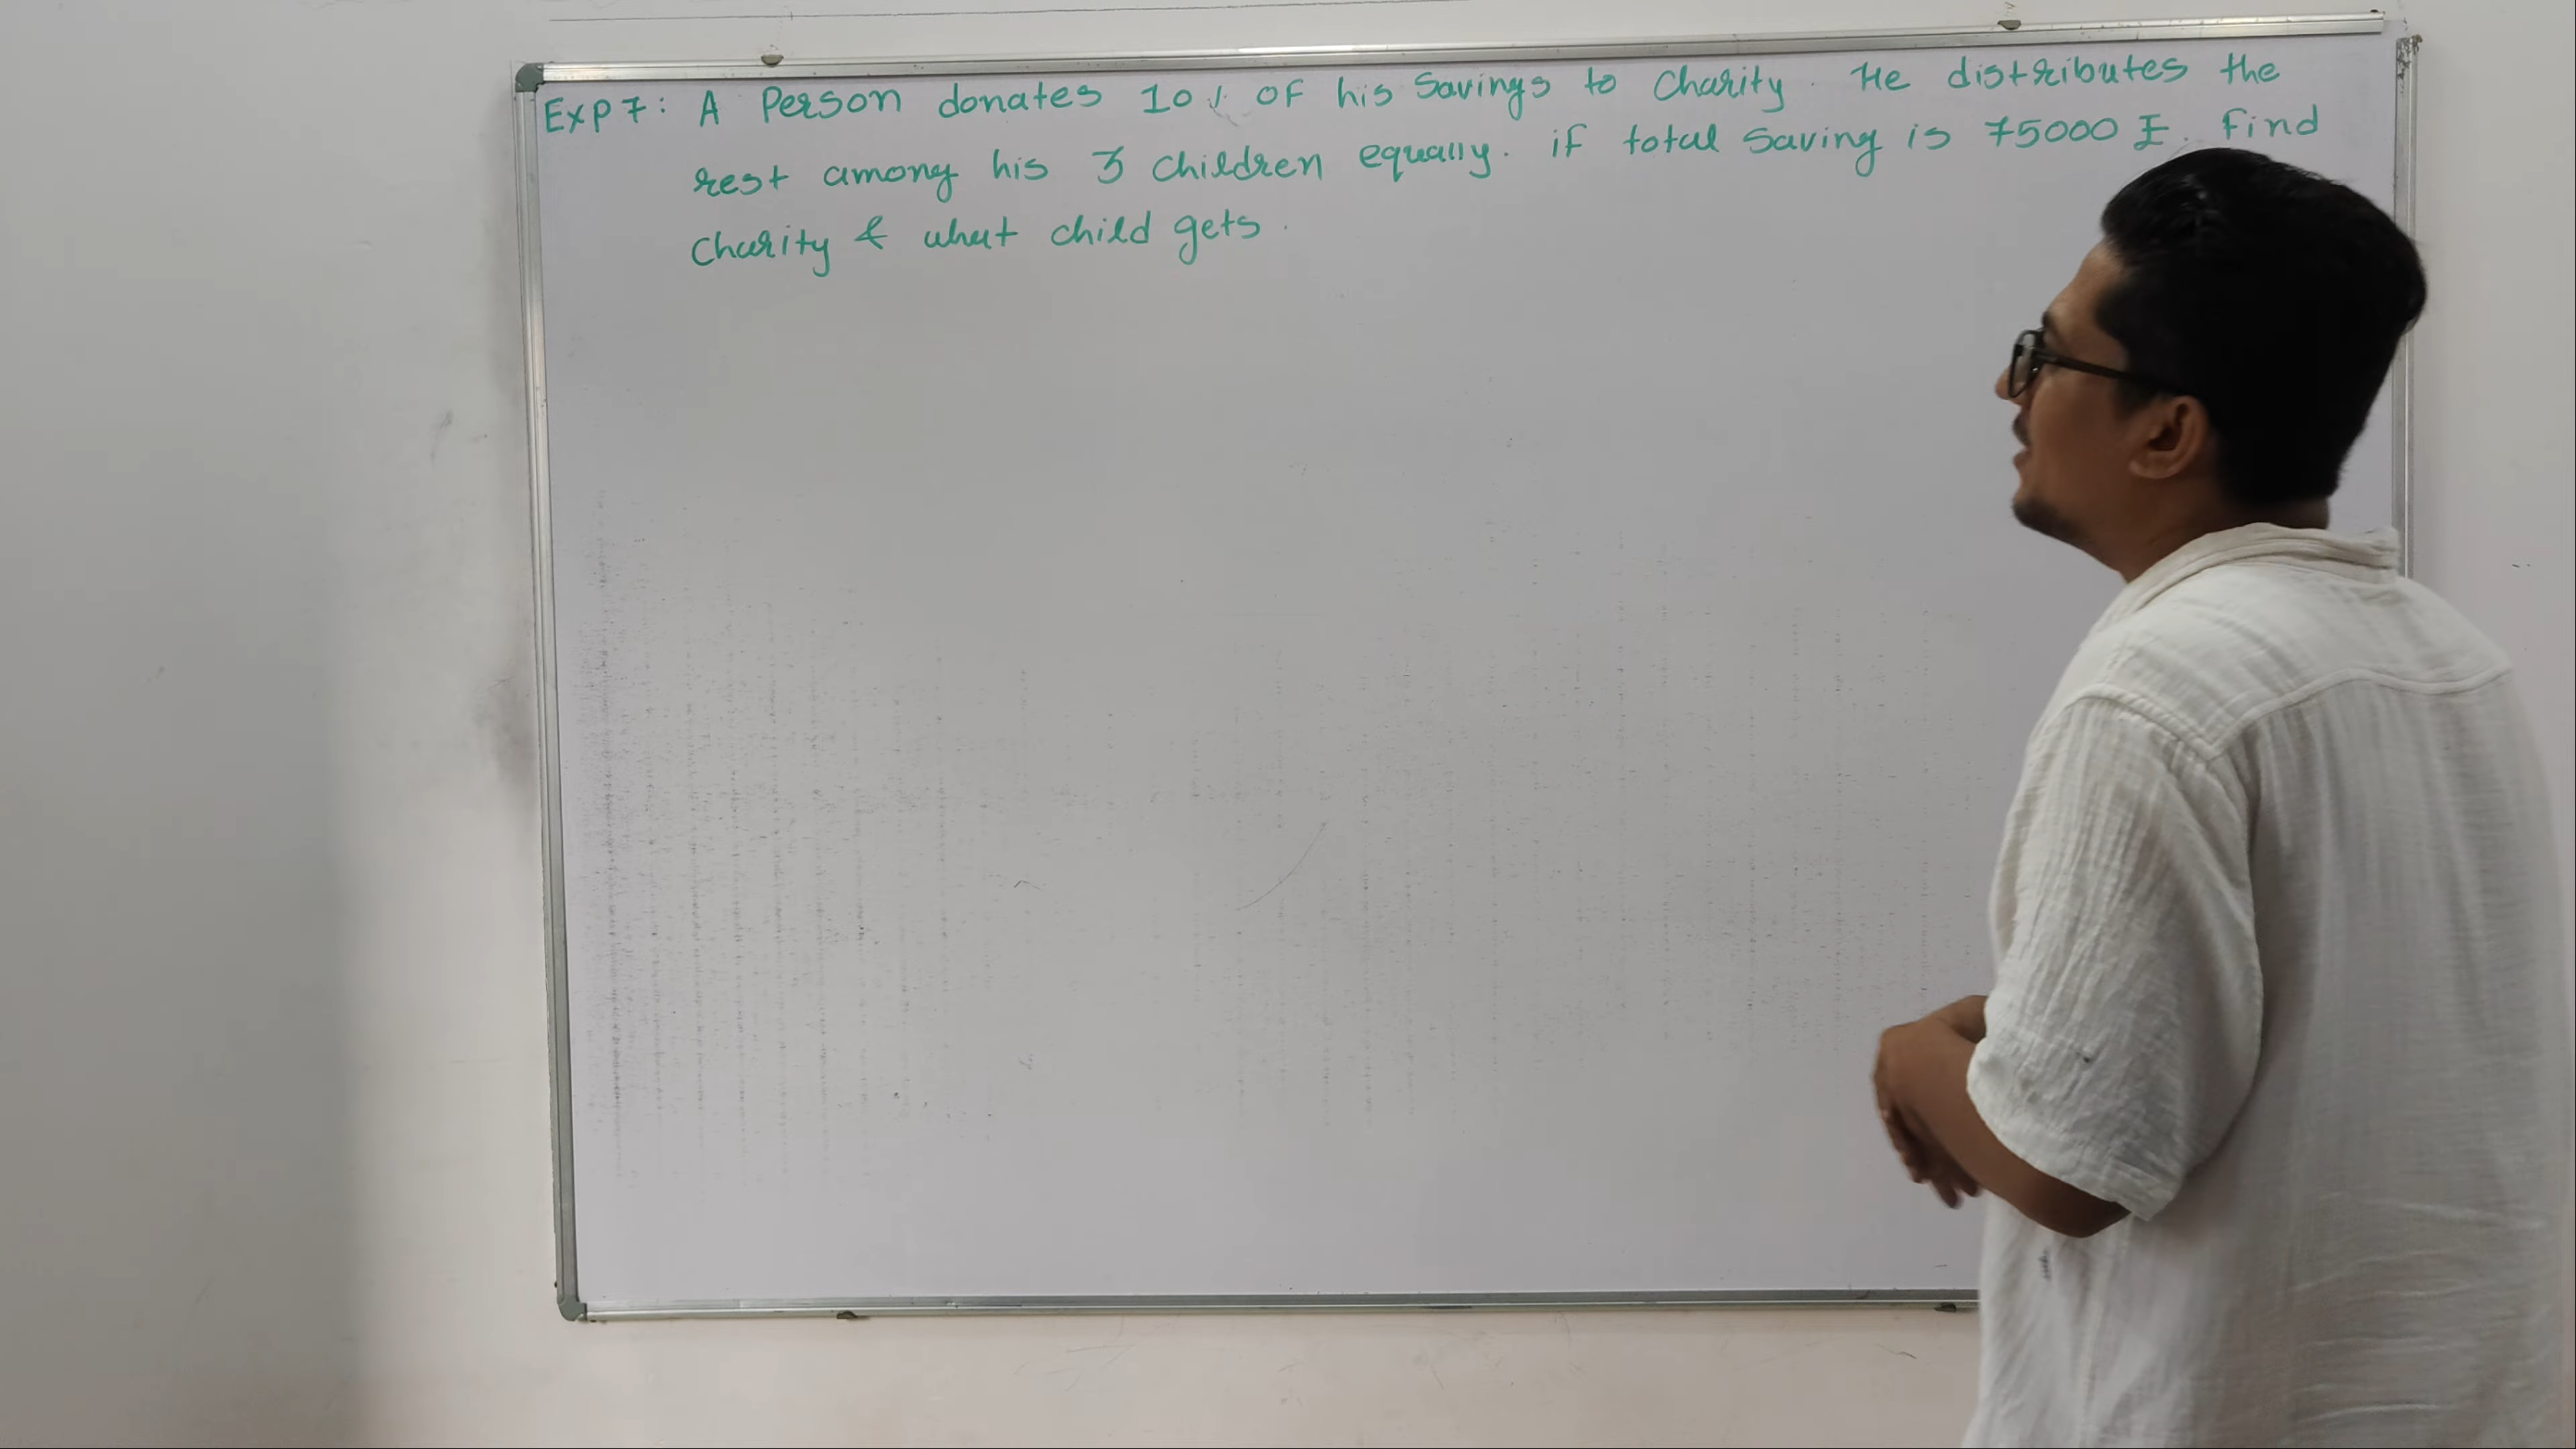 Exp 7: A Person donates 10% OF his Savings to Charity. He distributes the
rest among his 3 Children equally. if total Saving is 75000 ₹. Find
Charity & what child gets.